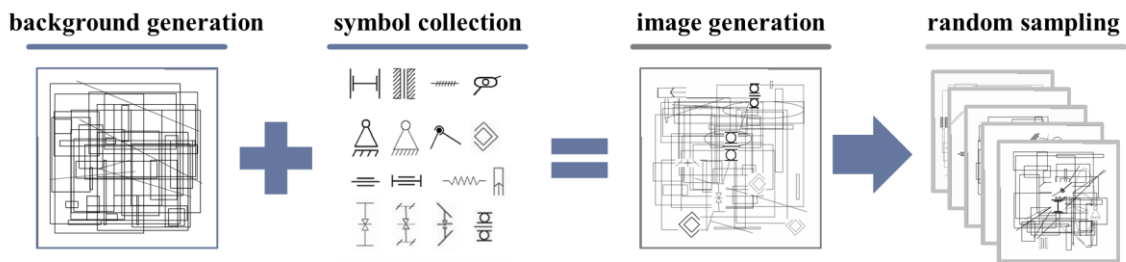 background generation
symbol collection
image generation
random sampling